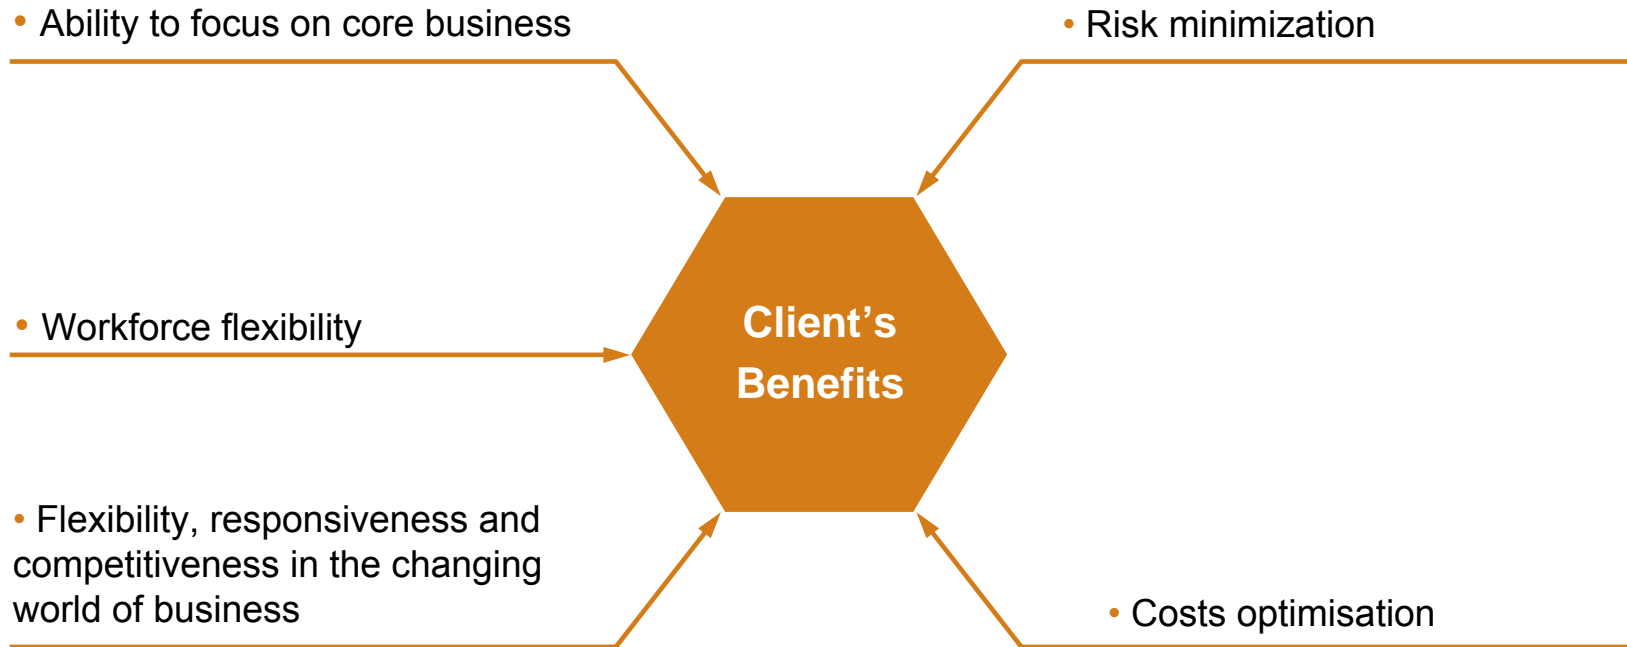 • Ability to focus on core business
• Risk minimization
• Workforce flexibility
Client’s
Benefits
• Flexibility, responsiveness and
competitiveness in the changing
world of business
• Costs optimisation